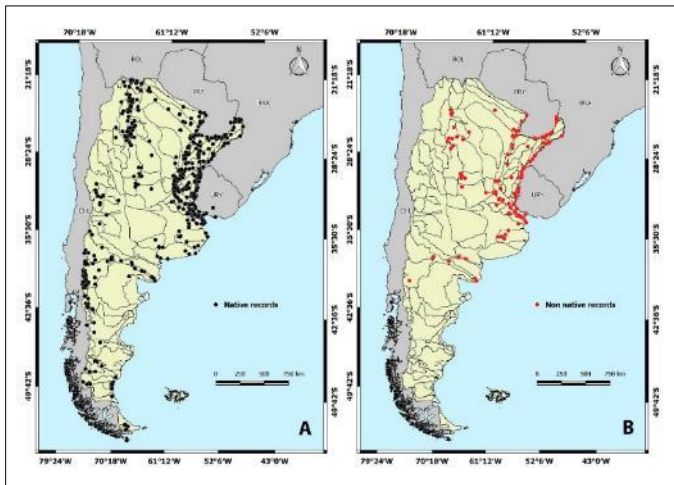 70°18'W 61°12'W 52°6'W
N
BOL
PRY
BRA
URY
CHL
21°18'S
28°24'S
35°30'S
42°36'S
49°42'S
Native records
0 250 500 750 km
A
79°24'W 70°18'W 61°12'W 52°6'W 43°0'W
70°18'W 61°12'W 52°6'W
N
BOL
PRY
BRA
URY
CHL
21°18'S
28°24'S
35°30'S
42°36'S
49°42'S
Non native records
0 250 500 750 km
B
79°24'W 70°18'W 61°12'W 52°6'W 43°0'W